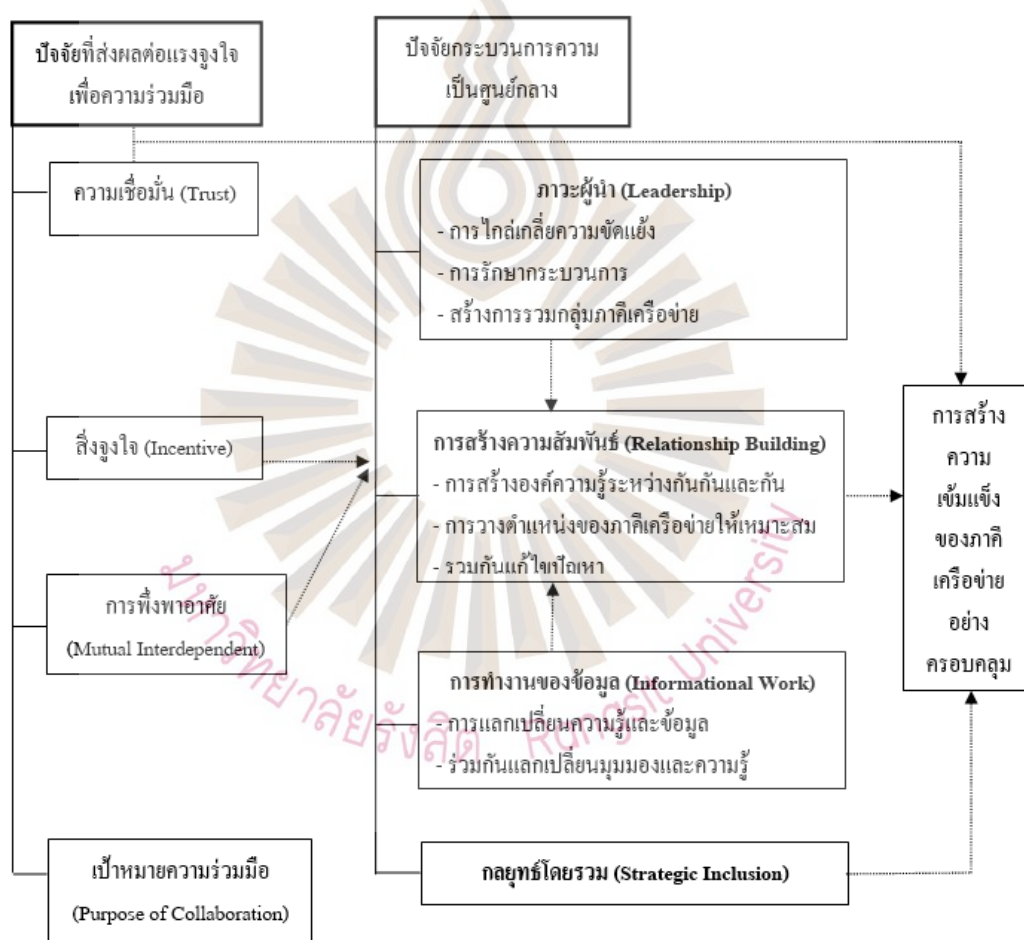 ปัจจัยที่ส่งผลต่อแรงจูงใจ
เพื่อความร่วมมือ
ปัจจัยกระบวนการความ
เป็นศูนย์กลาง
ความเชื่อมั่น (Trust)
ภาวะผู้นำ (Leadership)
- การไกล่เกลี่ยความขัดแย้ง
- การรักษากระบวนการ
- สร้างการรวมกลุ่มภาคีเครือข่าย
สิ่งจูงใจ (Incentive)
การสร้างความสัมพันธ์ (Relationship Building)
- การสร้างองค์ความรู้ระหว่างกันกันและกัน
- การวางตำแหน่งของภาคีเครือข่ายให้เหมาะสม
- รวมกันแก้ไขปัญหา
การพึ่งพาอาศัย
(Mutual Interdependent)
การทำงานของข้อมูล (Informational Work)
- การแลกเปลี่ยนความรู้และข้อมูล
- ร่วมกันแลกเปลี่ยนมุมมองและความรู้
เป้าหมายความร่วมมือ
(Purpose of Collaboration)
กลยุทธ์โดยรวม (Strategic Inclusion)
การสร้าง
ความ
เข้มแข็ง
ของภาคี
เครือข่าย
อย่าง
ครอบคลุม
มหาวิทยาลัยรังสิต Rangsit University